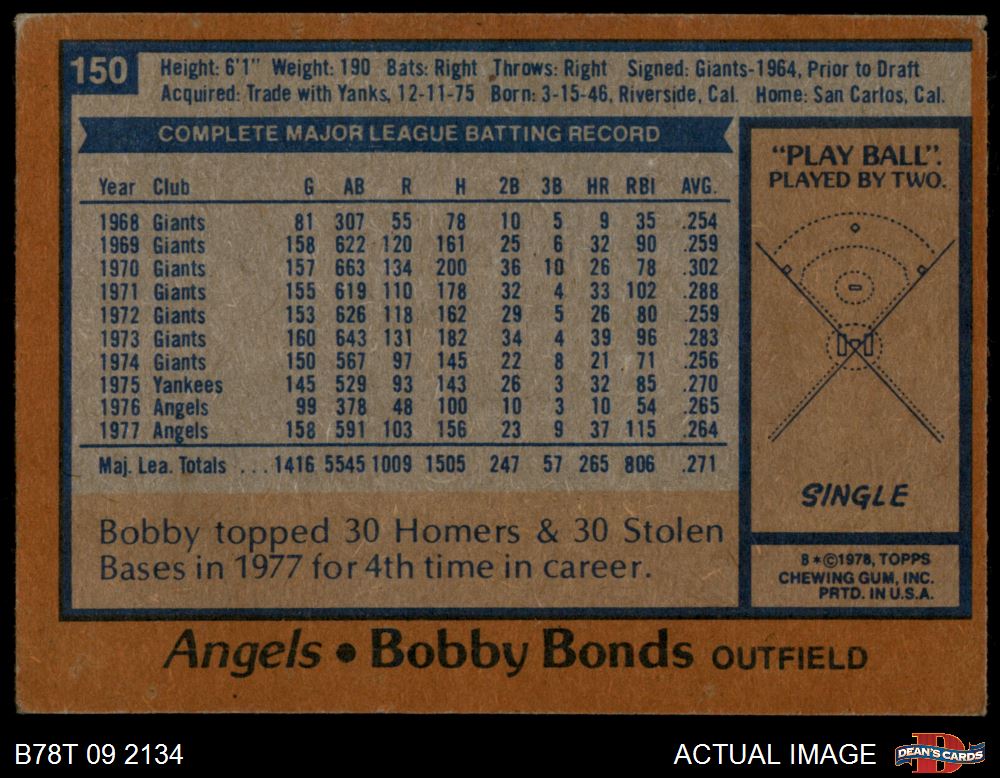 150
Height: 6'1" Weight: 190 Bats: Right Throws: Right Signed: Giants-1964, Prior to Draft
Acquired: Trade with Yanks, 12-11-75 Born: 3-15-46, Riverside, Cal. Home: San Carlos, Cal.
COMPLETE MAJOR LEAGUE BATTING RECORD
Year Club G AB R H 2B 3B HR RBI AVG.
1968 Giants 81 307 55 78 10 5 9 35 .254
1969 Giants 158 622 120 161 25 6 32 90 .259
1970 Giants 157 663 134 200 36 10 26 78 .302
1971 Giants 155 619 110 178 32 4 33 102 .288
1972 Giants 153 626 118 162 29 5 26 80 .259
1973 Giants 160 643 131 182 34 4 39 96 .283
1974 Giants 150 567 97 145 22 8 21 71 .256
1975 Yankees 145 529 93 143 26 3 32 85 .270
1976 Angels 99 378 48 100 10 3 10 54 .265
1977 Angels 158 591 103 156 23 9 37 115 .264
Maj. Lea. Totals ... 1416 5545 1009 1505 247 57 265 806 .271
Bobby topped 30 Homers & 30 Stolen
Bases in 1977 for 4th time in career.
"PLAY BALL".
PLAYED BY TWO.
SINGLE
8*©1978, TOPPS
CHEWING GUM, INC.
PRTD. IN U.S.A.
Angels • Bobby Bonds OUTFIELD
B78T 09 2134
ACTUAL IMAGE
DEAN'S CARDS